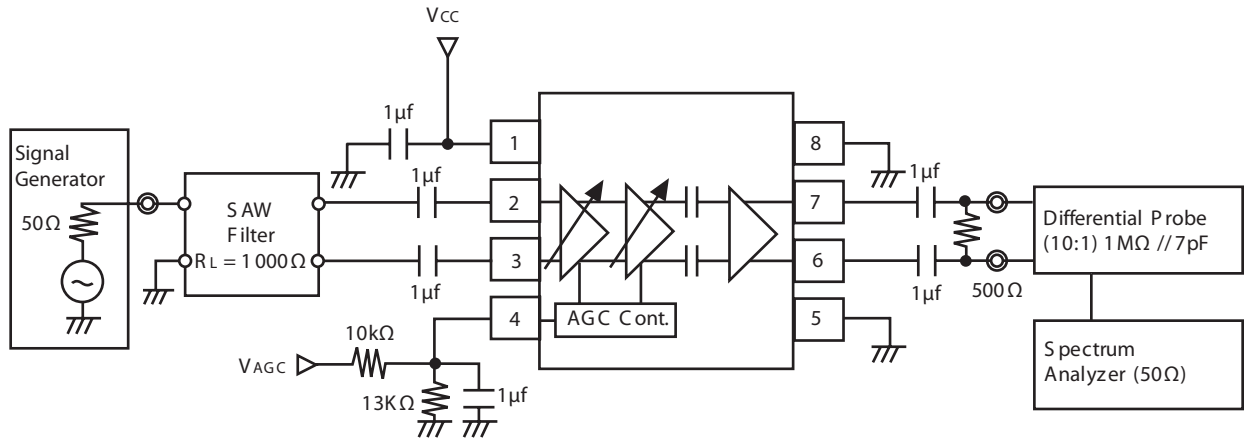 VCC
1µf
1
8
Signal
Generator
50Ω
SAW
Filter
RL = 1000Ω
1µf
2
7
1µf
Differential Probe
(10:1) 1MΩ //7pF
3
6
1µf
1µf
500Ω
4
AGC Cont.
5
10kΩ
VAGC
13KΩ
1µf
Spectrum
Analyzer (50Ω)